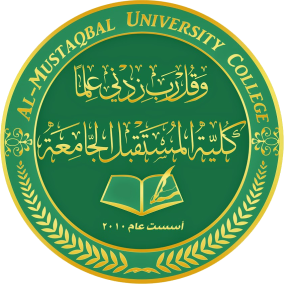 AL-MUSTAQBAL UNIVERSITY COLLEGE
وقل رب زدني علما
كلية المستقبل الجامعة
أسست عام ٢٠١٠